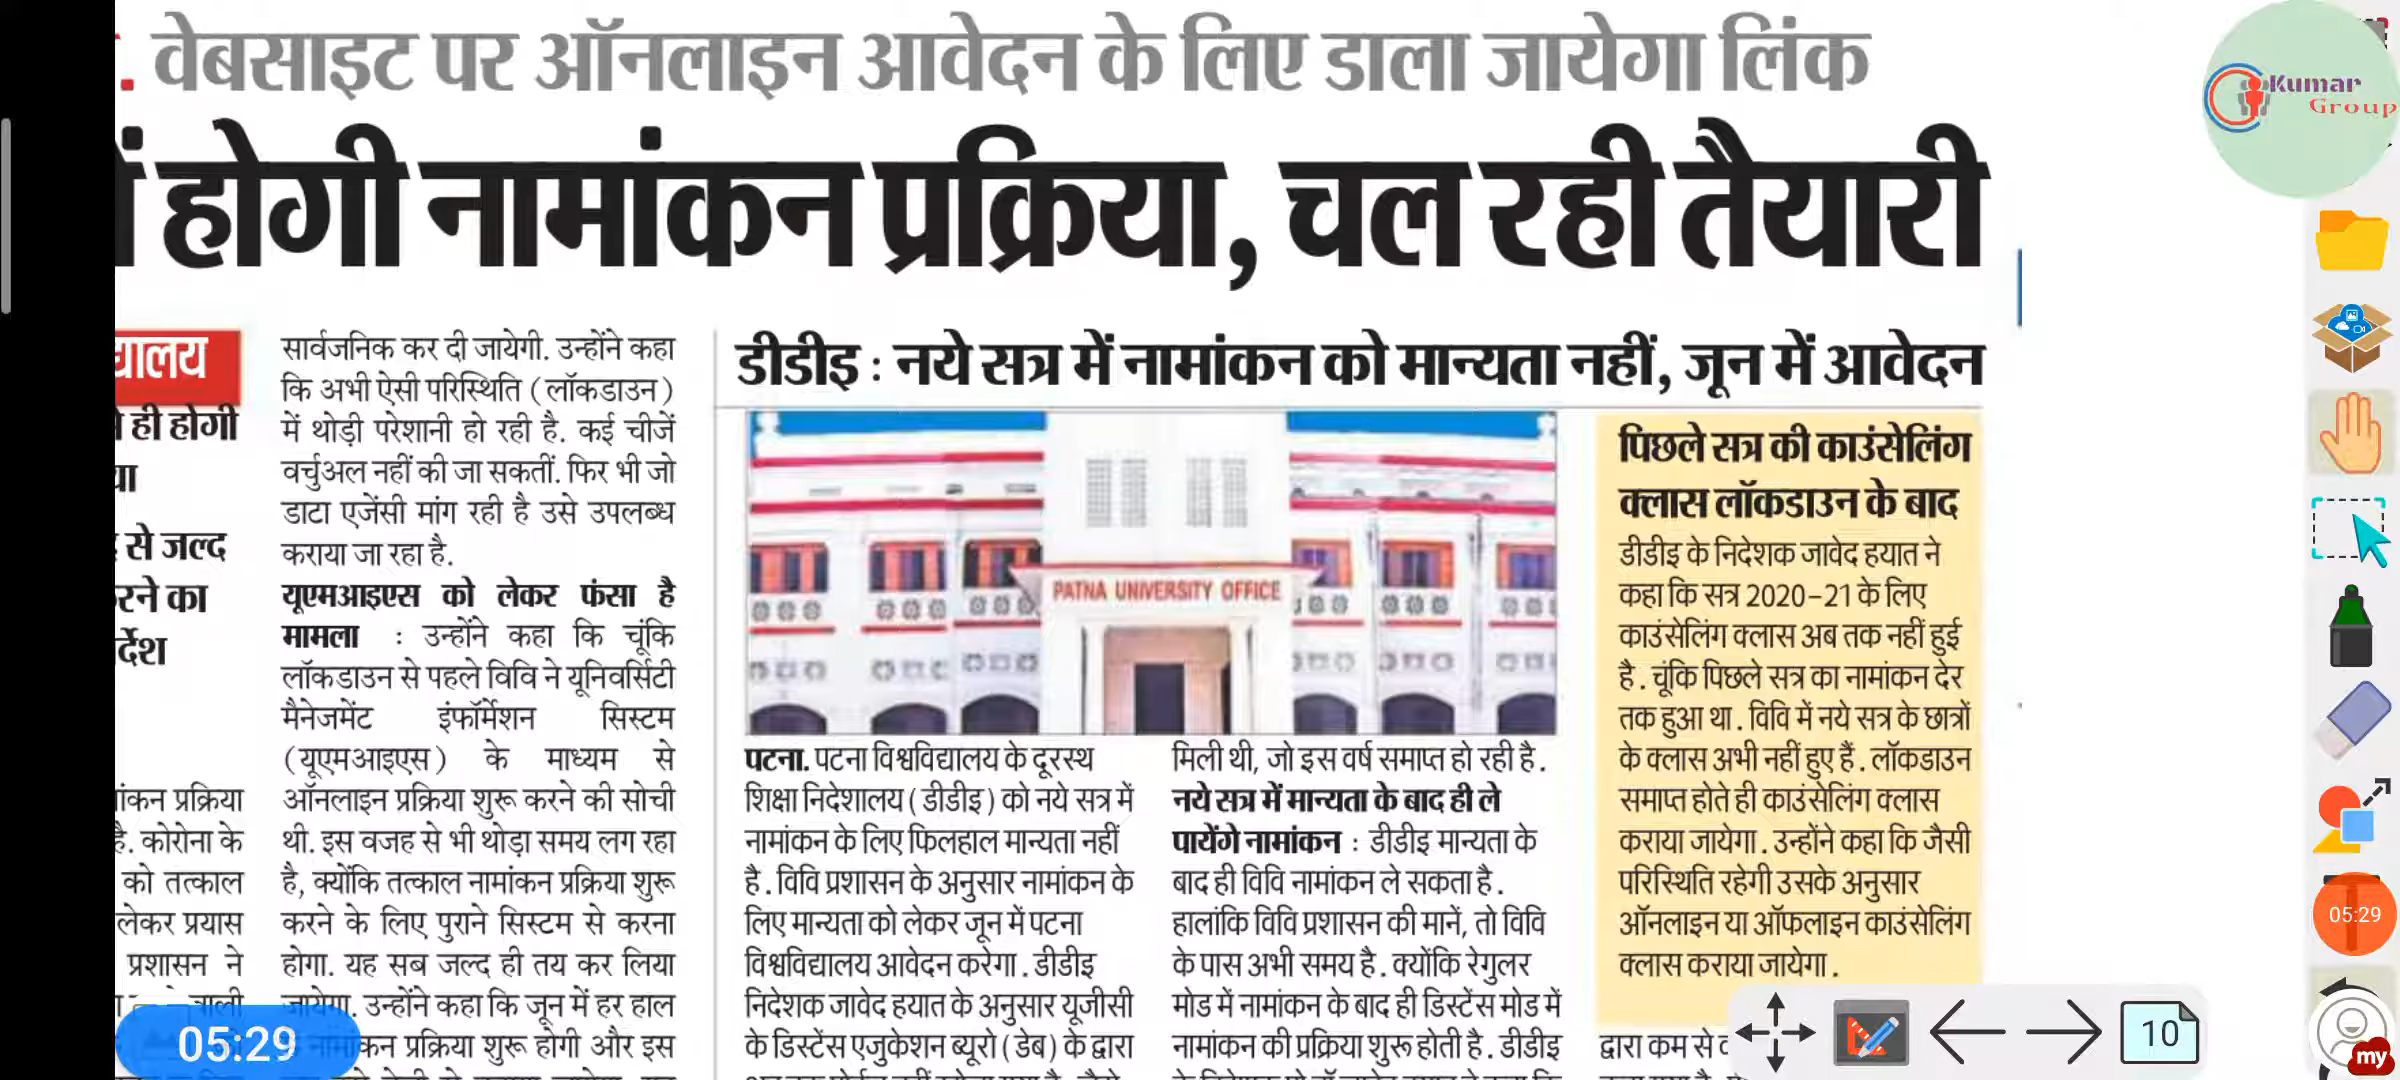 वेबसाइट पर ऑनलाइन आवेदन के लिए डाला जायेगा लिंक
होगी नामांकन प्रक्रिया, चल रही तैयारी
Kumar
Group
ही होगी
से जल्द
का
प्रक्रिया
है. कोरोना के
को तत्काल
लेकर प्रयास
प्रशासन ने
सार्वजनिक कर दी जायेगी. उन्होंने कहा
कि अभी ऐसी परिस्थिति (लॉकडाउन)
में थोड़ी परेशानी हो रही है. कई चीजें
वर्चुअल नहीं की जा सकतीं. फिर भी जो
डाटा एजेंसी मांग रही है उसे उपलब्ध
कराया जा रहा है.
यूएमआइएस को लेकर फंसा है
मामला : उन्होंने कहा कि चूंकि
लॉकडाउन से पहले विवि ने यूनिवर्सिटी
मैनेजमेंट इंफॉर्मेशन सिस्टम
(यूएमआइएस) के माध्यम से
ऑनलाइन प्रक्रिया शुरू करने की सोची
थी. इस वजह से भी थोड़ा समय लग रहा
है, क्योंकि तत्काल नामांकन प्रक्रिया शुरू
करने के लिए पुराने सिस्टम से करना
होगा. यह सब जल्द ही तय कर लिया
जायेगा. उन्होंने कहा कि जून में हर हाल
नामांकन प्रक्रिया शुरू होगी और इस
डीडीइ : नये सत्र में नामांकन को मान्यता नहीं, जून में आवेदन
PATNA UNIVERSITY OFFICE
पटना. पटना विश्वविद्यालय के दूरस्थ
शिक्षा निदेशालय (डीडीइ) को नये सत्र में
नामांकन के लिए फिलहाल मान्यता नहीं
है. विवि प्रशासन के अनुसार नामांकन के
लिए मान्यता को लेकर जून में पटना
विश्वविद्यालय आवेदन करेगा. डीडीइ
निदेशक जावेद हयात के अनुसार यूजीसी
के डिस्टेंस एजुकेशन ब्यूरो (डेब) के द्वारा
मिली थी, जो इस वर्ष समाप्त हो रही है.
नये सत्र में मान्यता के बाद ही ले
पायेंगे नामांकन : डीडीइ मान्यता के
बाद ही विवि नामांकन ले सकता है.
हालांकि विवि प्रशासन की मानें, तो विवि
के पास अभी समय है. क्योंकि रेगुलर
मोड में नामांकन के बाद ही डिस्टेंस मोड में
नामांकन की प्रक्रिया शुरू होती है. डीडीइ
पिछले सत्र की काउंसेलिंग
क्लास लॉकडाउन के बाद
डीडीइ के निदेशक जावेद हयात ने
कहा कि सत्र 2020-21 के लिए
काउंसेलिंग क्लास अब तक नहीं हुई
है. चूंकि पिछले सत्र का नामांकन देर
तक हुआ था. विवि में नये सत्र के छात्रों
के क्लास अभी नहीं हुए हैं. लॉकडाउन
समाप्त होते ही काउंसेलिंग क्लास
कराया जायेगा. उन्होंने कहा कि जैसी
परिस्थिति रहेगी उसके अनुसार
ऑनलाइन या ऑफलाइन काउंसेलिंग
क्लास कराया जायेगा.
द्वारा कम से
05:29
05:29
10
my